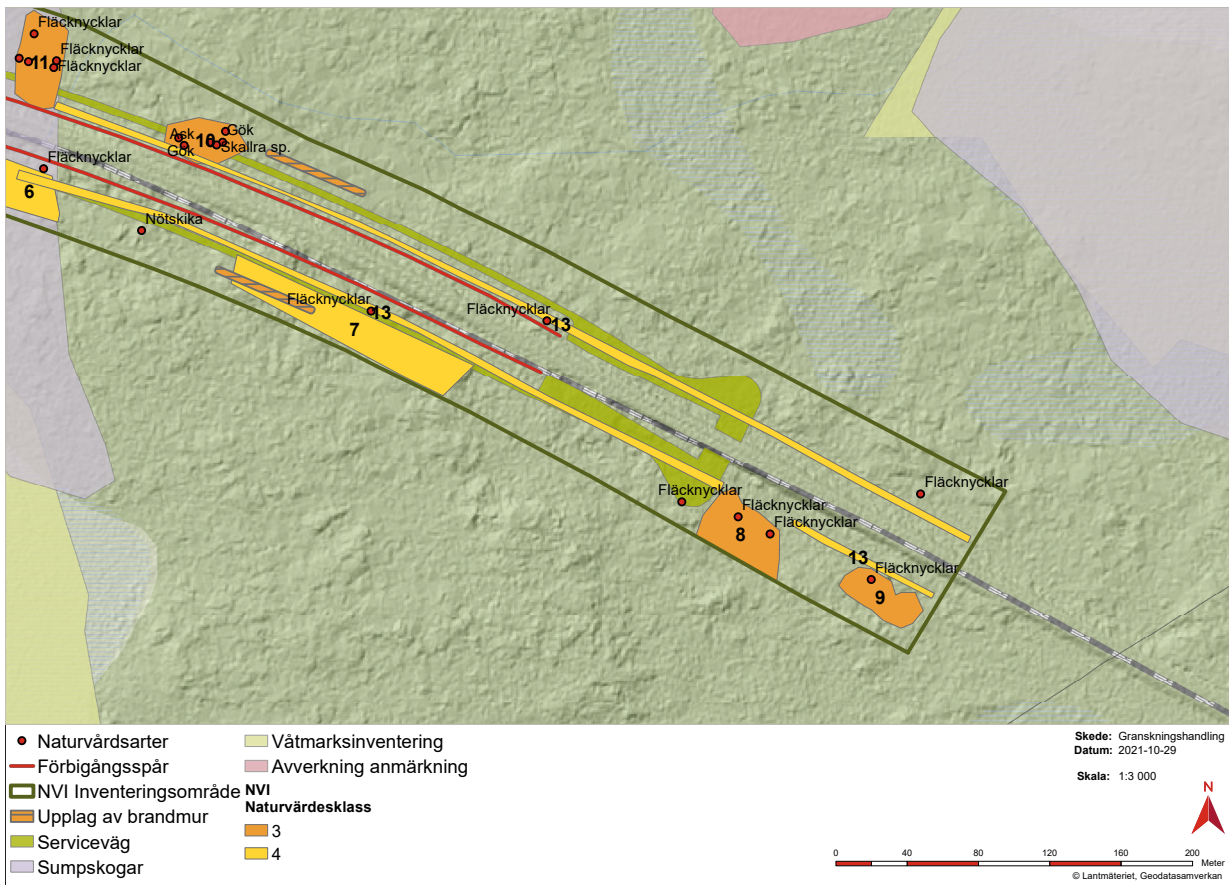 Fläcknycklar
Fläcknycklar
11
Fläcknycklar
Ask
Gök
10
Gök
Skallra sp.
Fläcknycklar
6
Nötskika
Fläcknycklar
13
7
Fläcknycklar
13
Fläcknycklar
Fläcknycklar
Fläcknycklar
8
Fläcknycklar
13
Fläcknycklar
9
Naturvårdsarter
Förbigångsspår
NVI Inventeringsområde
Upplag av brandmur
Serviceväg
Sumpskogar
Våtmarksinventering
Avverkning anmärkning
NVI
Naturvärdesklass
3
4
Skede: Granskningshandling
Datum: 2021-10-29
Skala: 1:3 000
N
0 40 80 120 160 200
Meter
© Lantmäteriet, Geodatasamverkan